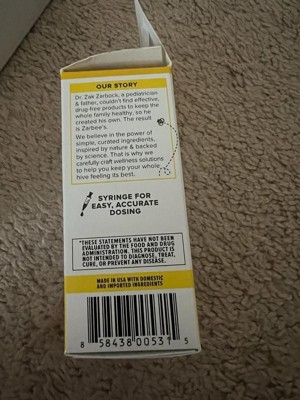 OUR STORY
Dr. Zak Zarbock, a pediatrician
& father, couldn't find effective,
drug-free products to keep the
whole family healthy, so he
created his own. The result
is Zarbee's.
We believe in the power of
simple, curated ingredients,
inspired by nature & backed
by science. That is why we
carefully craft wellness solutions
to help you keep your whole
hive feeling its best.
SYRINGE FOR
EASY, ACCURATE
DOSING
*THESE STATEMENTS HAVE NOT BEEN
EVALUATED BY THE FOOD AND DRUG
ADMINISTRATION. THIS PRODUCT IS
NOT INTENDED TO DIAGNOSE, TREAT,
CURE, OR PREVENT ANY DISEASE.
MADE IN USA WITH DOMESTIC
AND IMPORTED INGREDIENTS
8 58438 00537 5